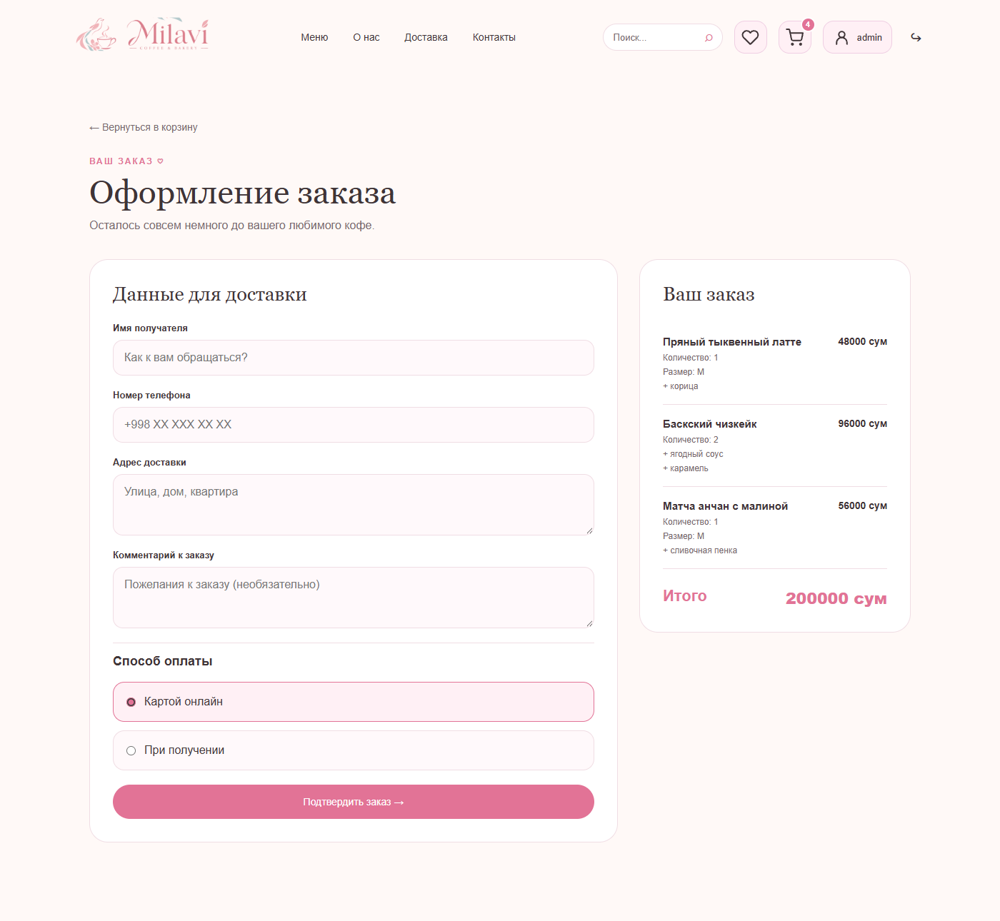 Milavi
COFFEE & BAKERY
Меню
О нас
Доставка
Контакты
Поиск...
4
admin
← Вернуться в корзину
ВАШ ЗАКАЗ ♡
Оформление заказа
Осталось совсем немного до вашего любимого кофе.
Данные для доставки
Имя получателя
Как к вам обращаться?
Номер телефона
+998 XX XXX XX XX
Адрес доставки
Улица, дом, квартира
Комментарий к заказу
Пожелания к заказу (необязательно)
Способ оплаты
Картой онлайн
При получении
Подтвердить заказ →
Ваш заказ
Пряный тыквенный латте 48000 сум
Количество: 1
Размер: M
+ корица
Баскский чизкейк 96000 сум
Количество: 2
+ ягодный соус
+ карамель
Матча анчан с малиной 56000 сум
Количество: 1
Размер: M
+ сливочная пенка
Итого 200000 сум